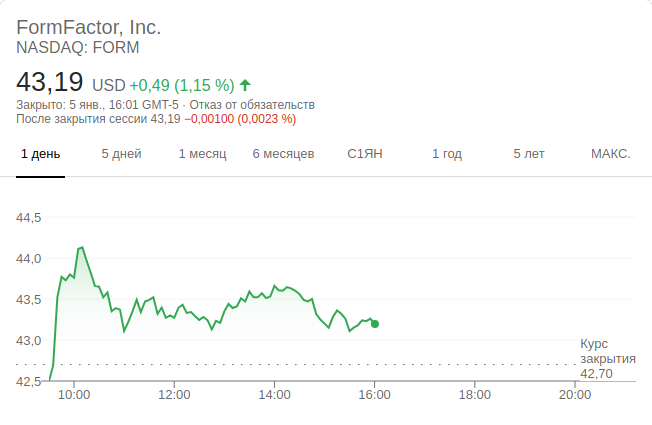 FormFactor, Inc.
NASDAQ: FORM
43,19 USD +0,49 (1,15 %)
Закрыто: 5 янв., 16:01 GMT-5 · Отказ от обязательств
После закрытия сессии 43,19 −0,00100 (0,0023 %)
1 день 5 дней 1 месяц 6 месяцев С1ЯН 1 год 5 лет МАКС.
44,5
44,0
43,5
43,0
42,5
Курс
закрытия
42,70
10:00 12:00 14:00 16:00 18:00 20:00